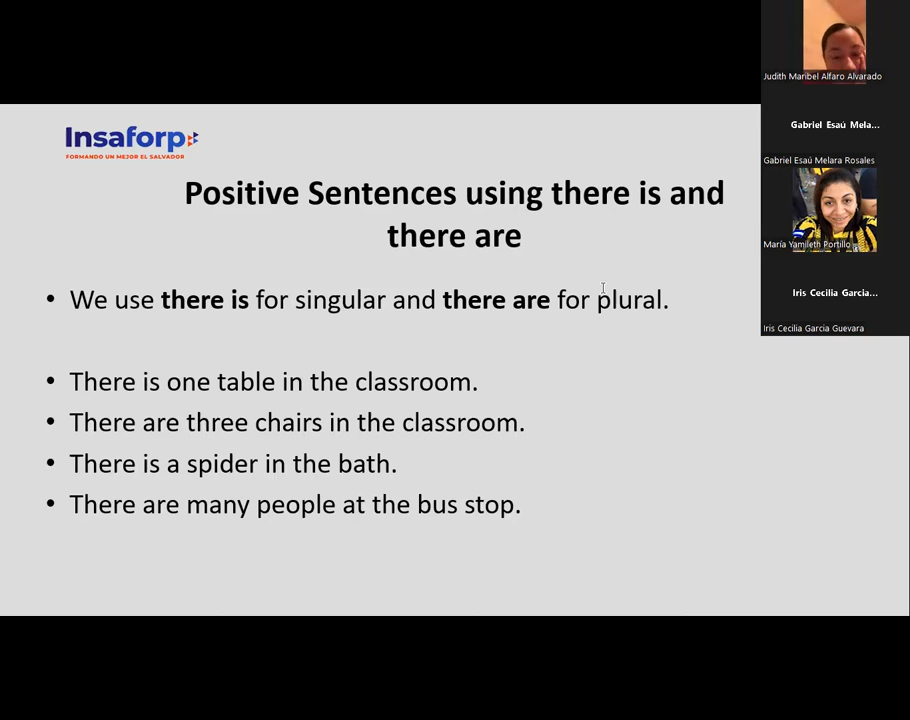 Judith Maribel Alfaro Alvarado
Gabriel Esaú Mela...
Gabriel Esaú Melara Rosales
María Yamileth Portillo
Iris Cecilia Garcia...
Iris Cecilia Garcia Guevara
Insaforp
FORMANDO UN MEJOR EL SALVADOR
Positive Sentences using there is and
there are
• We use there is for singular and there are for plural.
• There is one table in the classroom.
• There are three chairs in the classroom.
• There is a spider in the bath.
• There are many people at the bus stop.